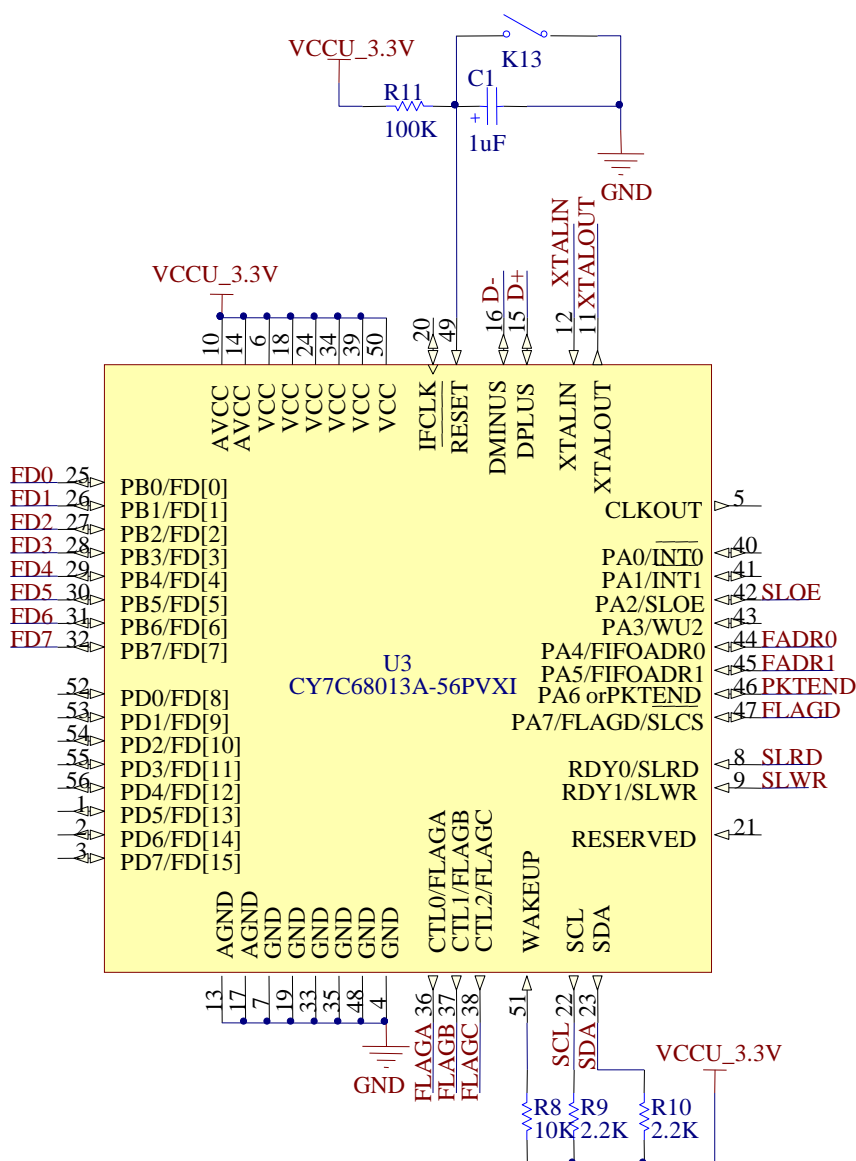 VCCU_3.3V
K13
R11
100K
C1
+
1uF
GND
XTALIN
XTALOUT
D-
D+
VCCU_3.3V
10
14
6
18
24
34
39
50
20
49
16
15
12
11
AVCC
AVCC
VCC
VCC
VCC
VCC
VCC
VCC
IFCLK
RESET
DMINUS
DPLUS
XTALIN
XTALOUT
FD0 25 PB0/FD[0]
FD1 26 PB1/FD[1]
FD2 27 PB2/FD[2]
FD3 28 PB3/FD[3]
FD4 29 PB4/FD[4]
FD5 30 PB5/FD[5]
FD6 31 PB6/FD[6]
FD7 32 PB7/FD[7]
52 PD0/FD[8]
53 PD1/FD[9]
54 PD2/FD[10]
55 PD3/FD[11]
56 PD4/FD[12]
1 PD5/FD[13]
2 PD6/FD[14]
3 PD7/FD[15]
U3
CY7C68013A-56PVXI
CLKOUT 5
PA0/INT0 40
PA1/INT1 41
PA2/SLOE 42 SLOE
PA3/WU2 43
PA4/FIFOADR0 44 FADR0
PA5/FIFOADR1 45 FADR1
PA6 orPKTEND 46 PKTEND
PA7/FLAGD/SLCS 47 FLAGD
RDY0/SLRD 8 SLRD
RDY1/SLWR 9 SLWR
RESERVED 21
AGND
AGND
GND
GND
GND
GND
GND
GND
CTL0/FLAGA
CTL1/FLAGB
CTL2/FLAGC
WAKEUP
SCL
SDA
13
17
7
19
33
35
48
4
FLAGA 36
FLAGB 37
FLAGC 38
51
SCL 22
SDA 23
GND
VCCU_3.3V
R8
10K
R9
2.2K
R10
2.2K